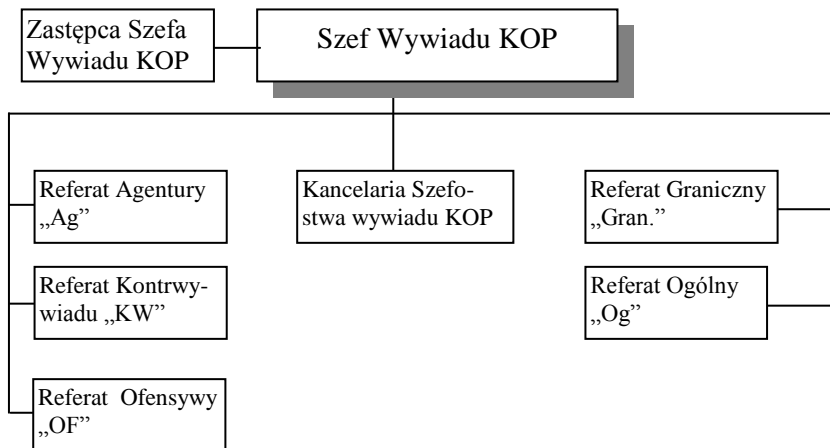 Zastępca Szefa
Wywiadu KOP
Szef Wywiadu KOP
Referat Agentury
„Ag”
Kancelaria Szefo-
stwa wywiadu KOP
Referat Graniczny
„Gran.”
Referat Kontrwy-
wiadu „KW”
Referat Ogólny
„Og”
Referat Ofensywy
„OF”